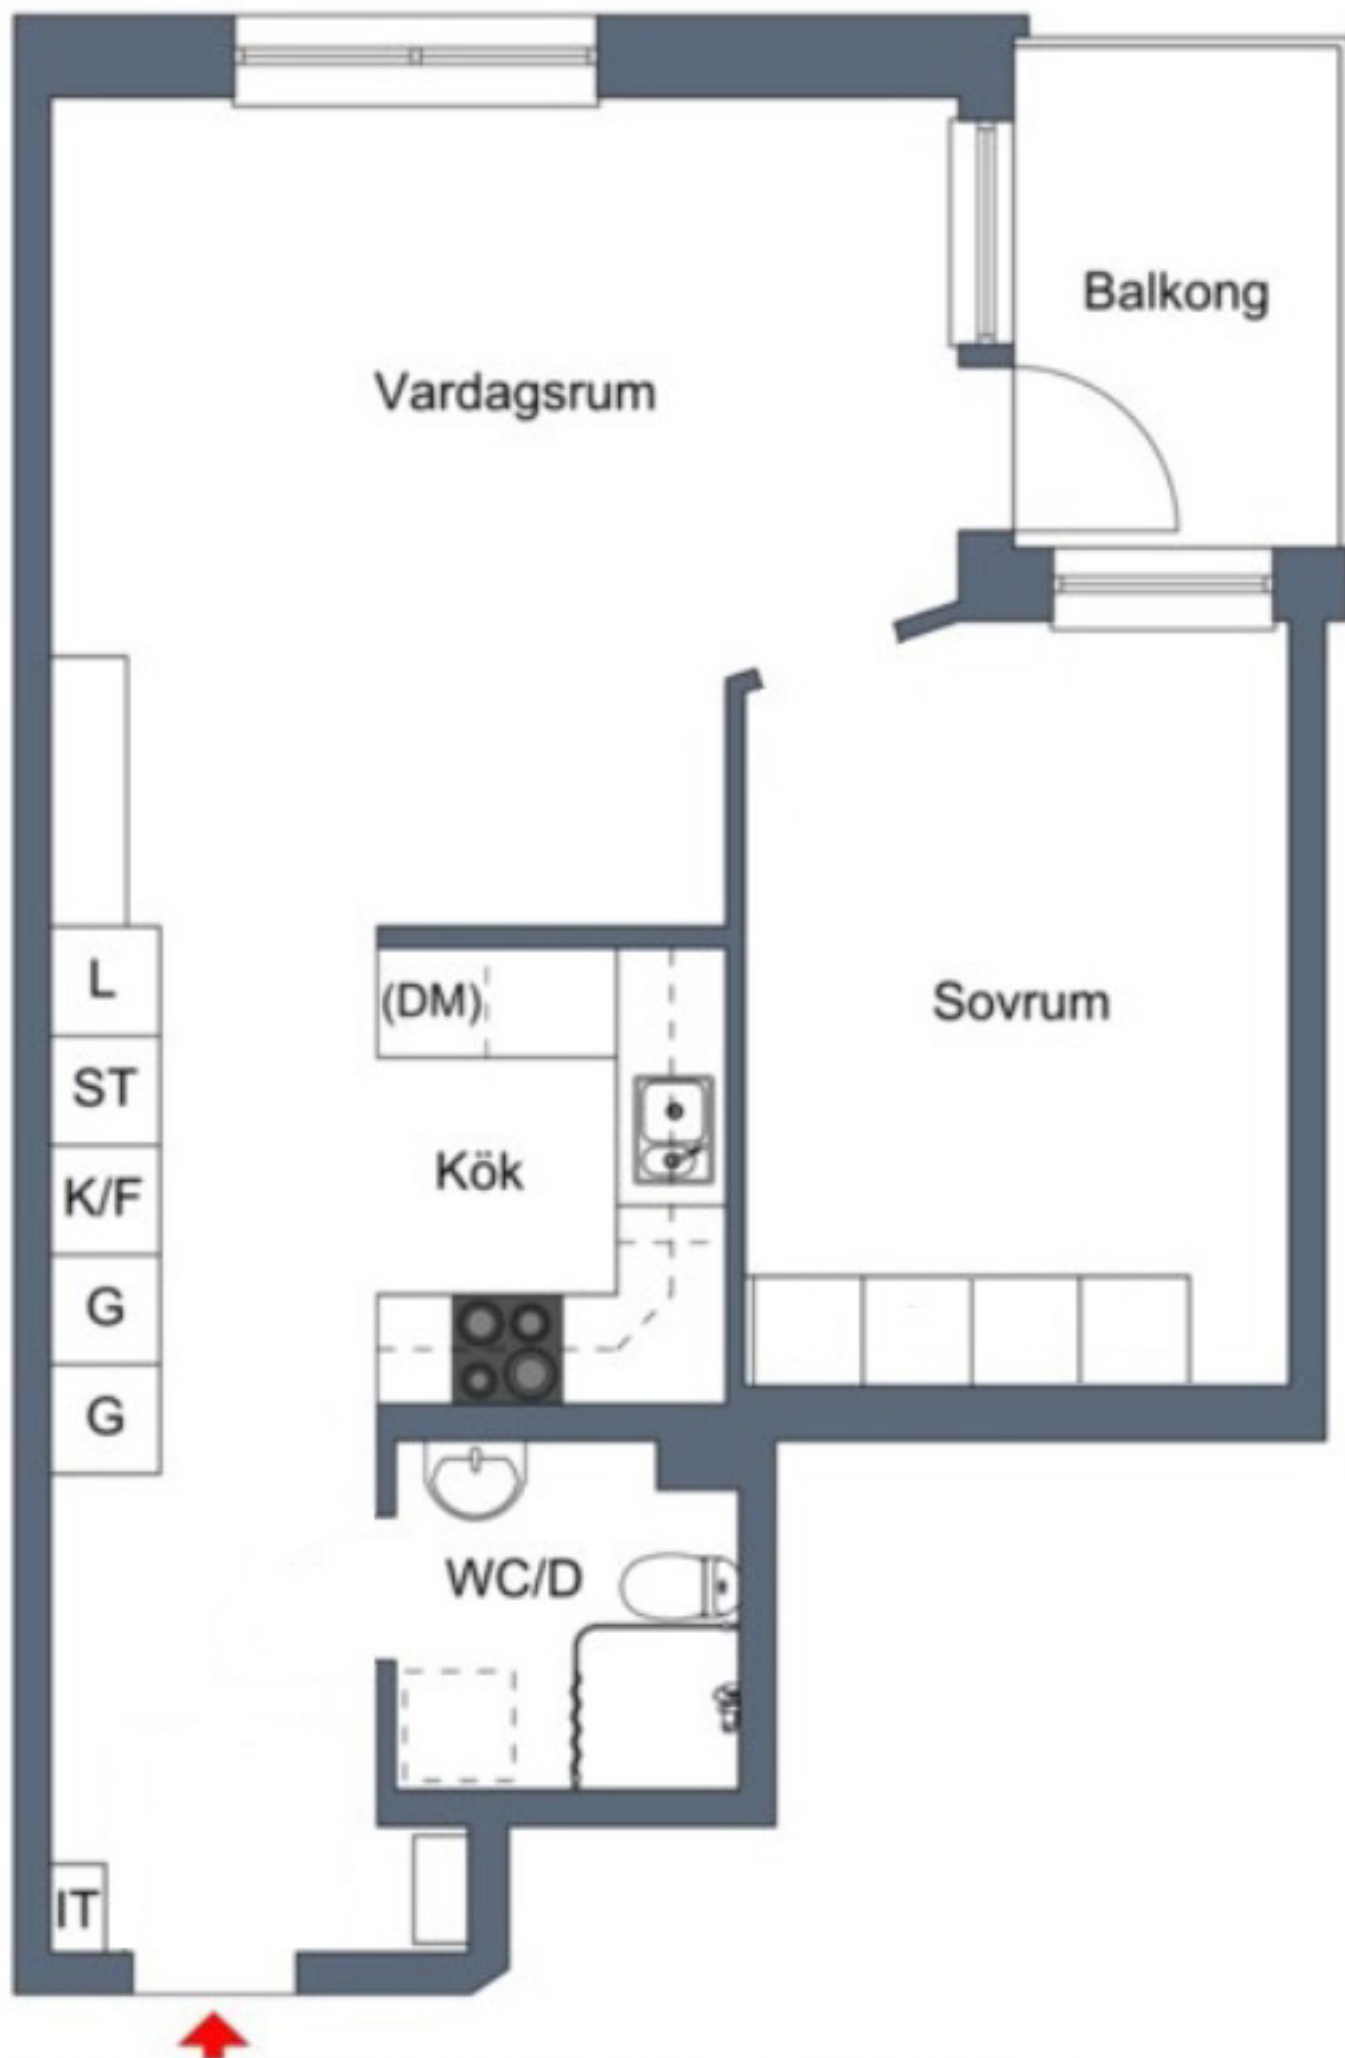 Balkong
Vardagsrum
L
(DM)
Sovrum
ST
Kök
K/F
G
G
WC/D
IT